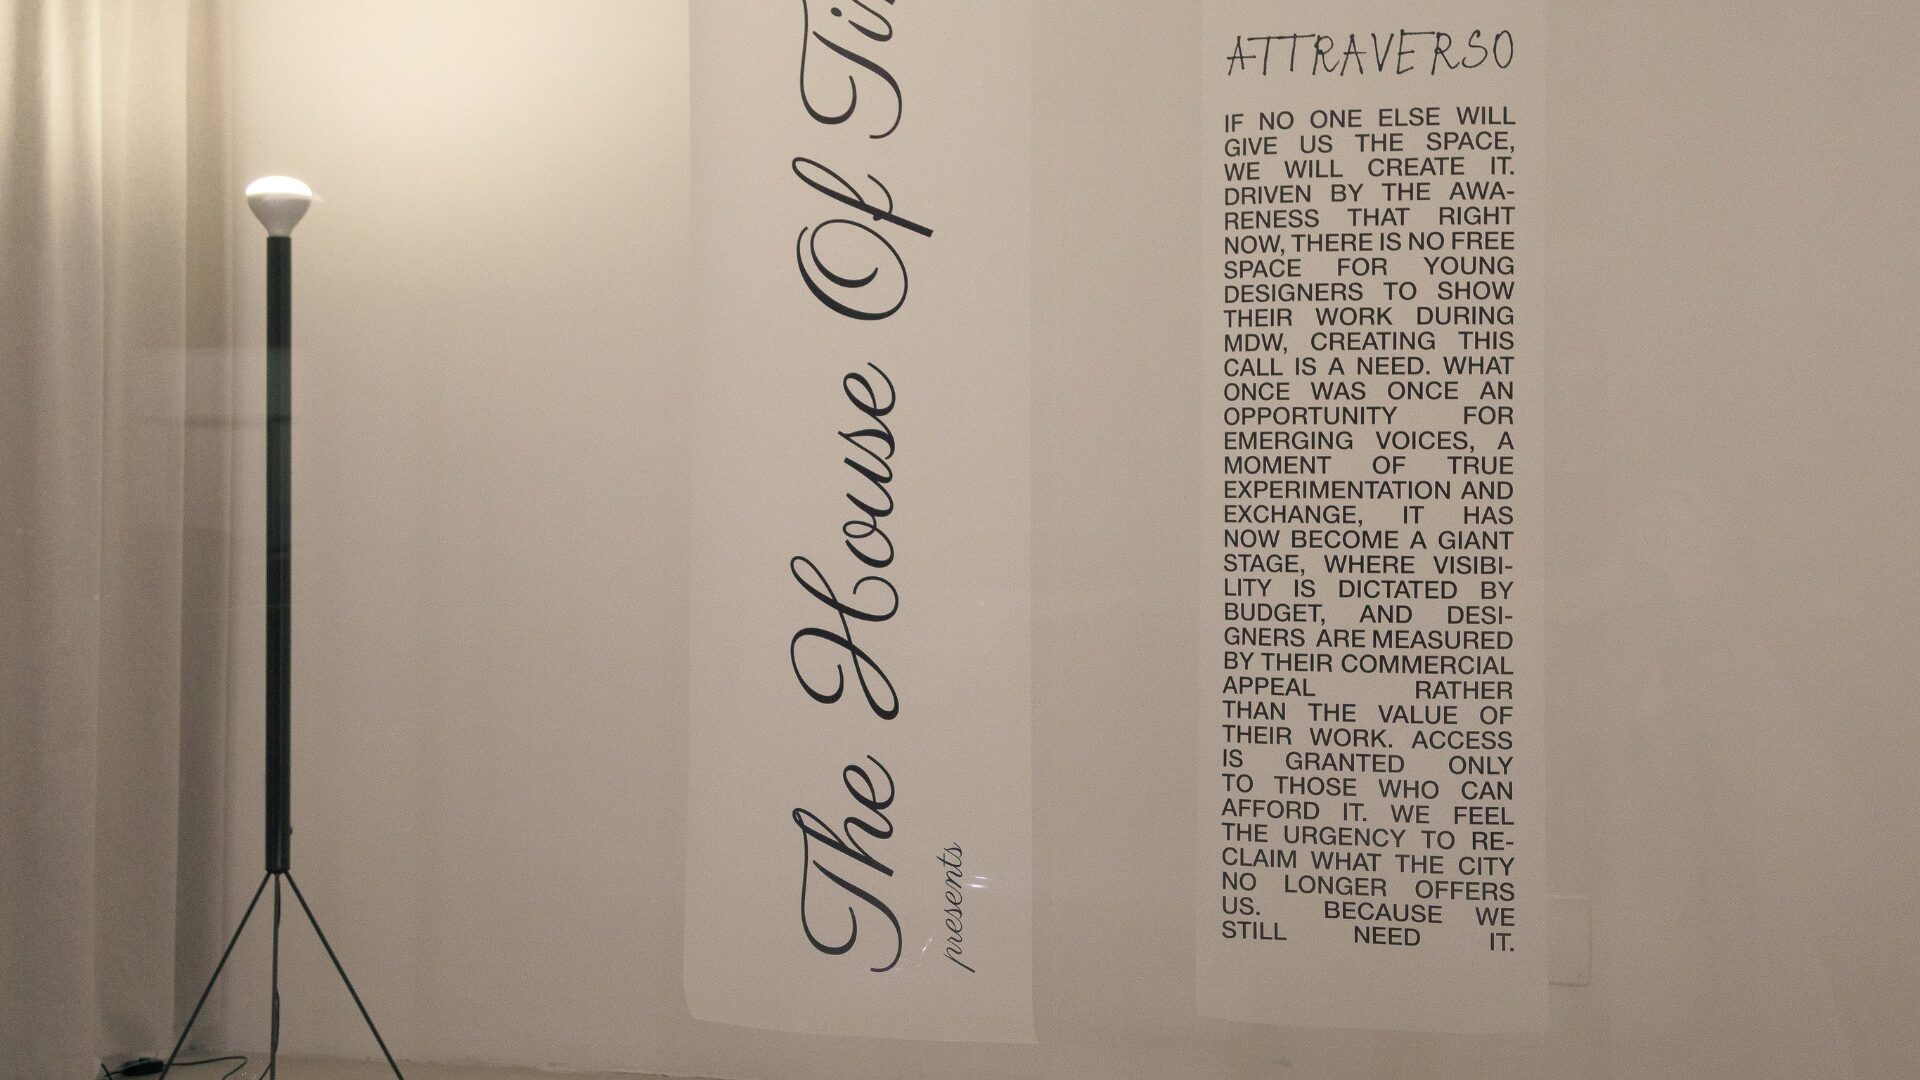 The House Of
presents
ATTRAVERSO
IF NO ONE ELSE WILL
GIVE US THE SPACE,
WE WILL CREATE IT.
DRIVEN BY THE AWA-
RENESS THAT RIGHT
NOW, THERE IS NO FREE
SPACE FOR YOUNG
DESIGNERS TO SHOW
THEIR WORK DURING
MDW, CREATING THIS
CALL IS A NEED. WHAT
ONCE WAS ONCE AN
OPPORTUNITY FOR
EMERGING VOICES, A
MOMENT OF TRUE
EXPERIMENTATION AND
EXCHANGE, IT HAS
NOW BECOME A GIANT
STAGE, WHERE VISIBI-
LITY IS DICTATED BY
BUDGET, AND DESI-
GNERS ARE MEASURED
BY THEIR COMMERCIAL
APPEAL RATHER
THAN THE VALUE OF
THEIR WORK. ACCESS
IS GRANTED ONLY
TO THOSE WHO CAN
AFFORD IT. WE FEEL
THE URGENCY TO RE-
CLAIM WHAT THE CITY
NO LONGER OFFERS
US. BECAUSE WE
STILL NEED IT.